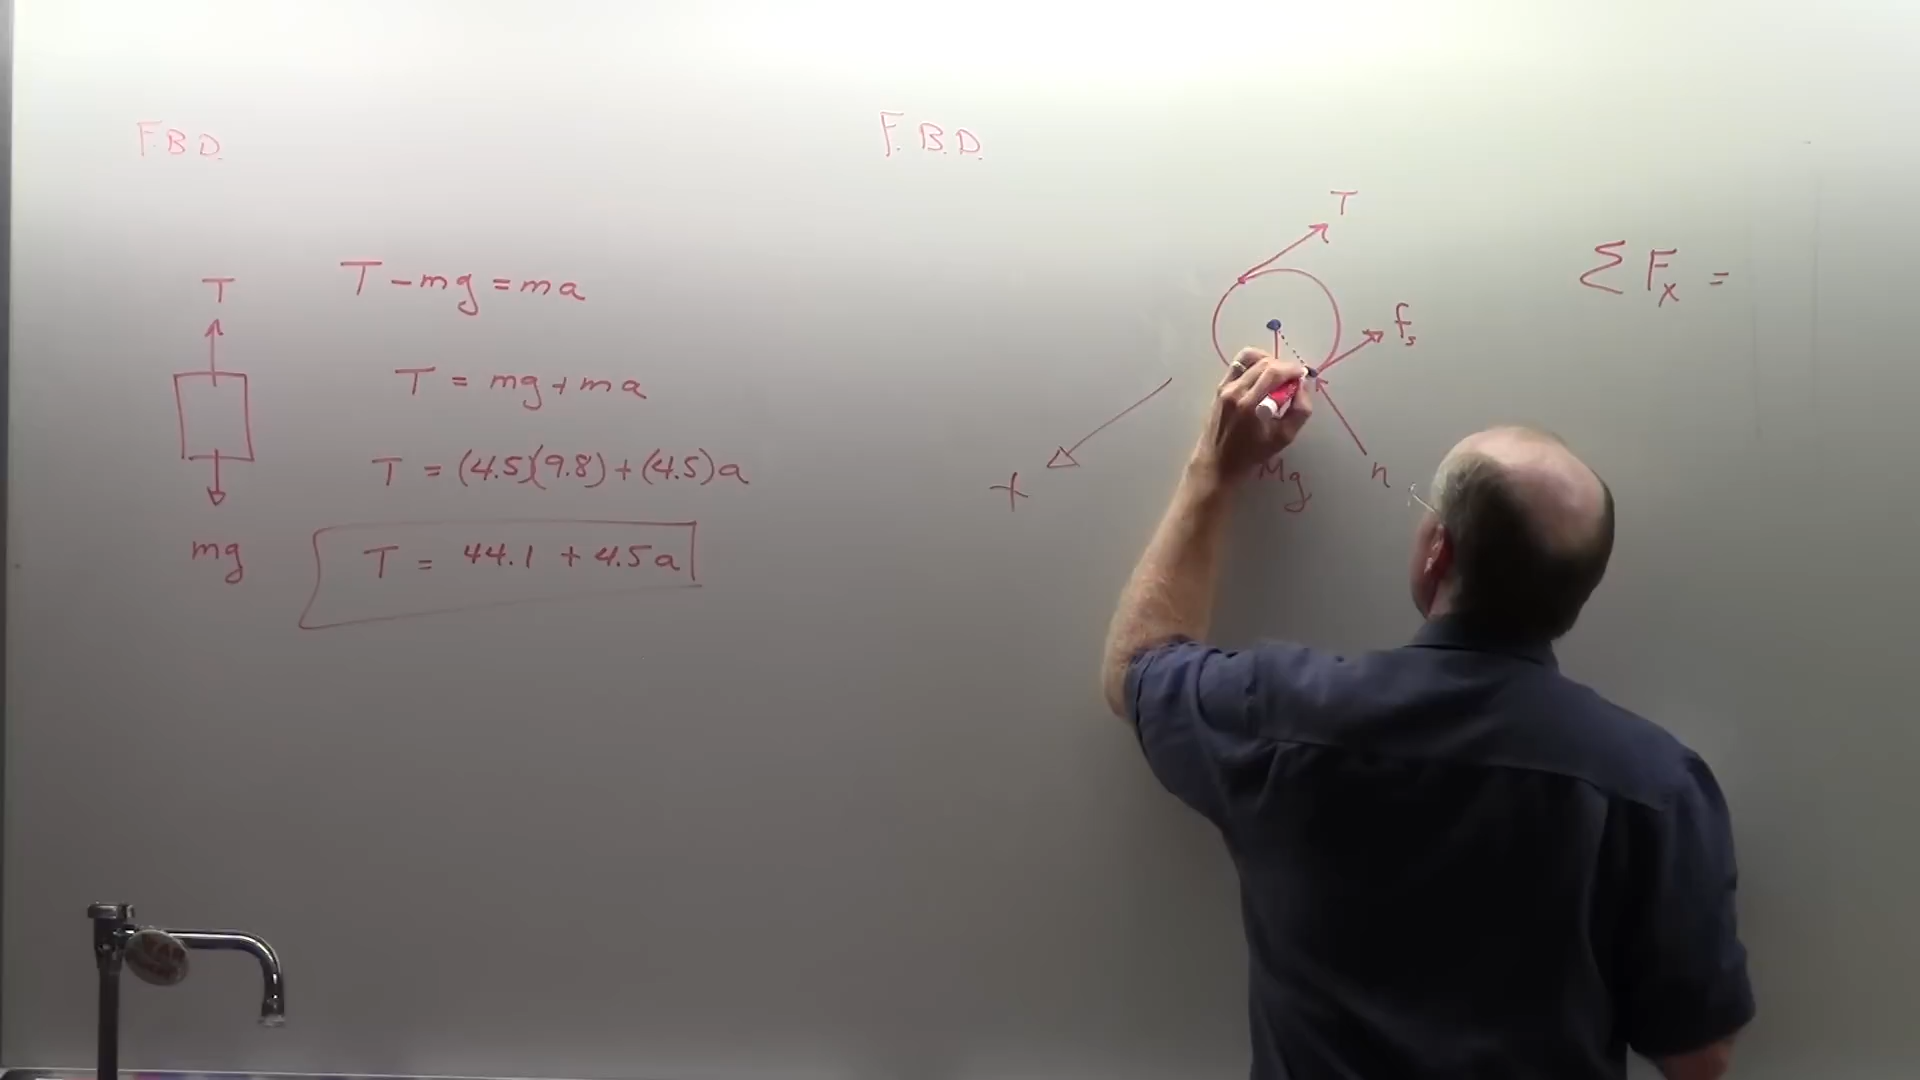 F.B.D.
T
T - mg = ma
T = mg + ma
T = (4.5)(9.8) + (4.5)a
mg
T = 44.1 + 4.5a
F.B.D.
T
fs
n
Mg
+
Σ Fx =